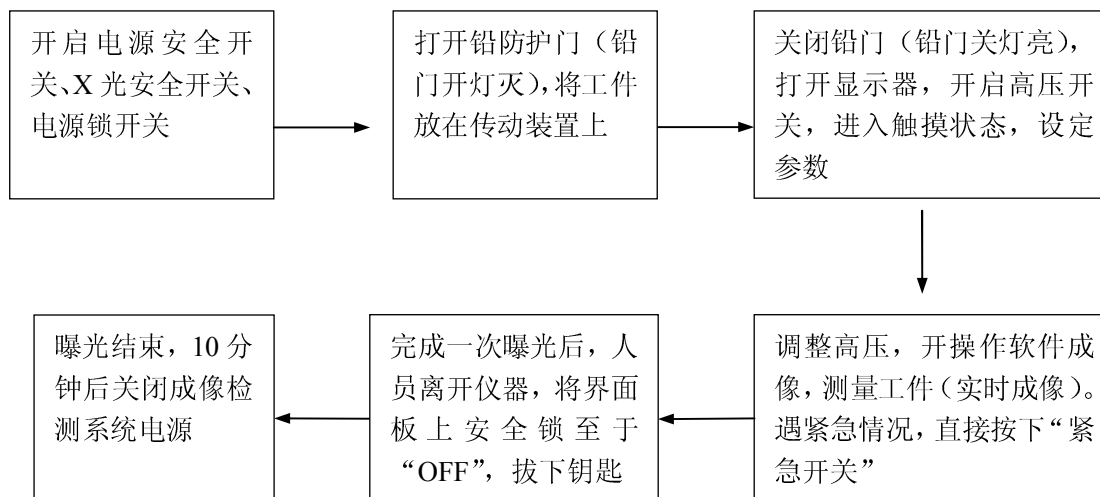 开启电源安全开
关、X 光安全开关、
电源锁开关
打开铅防护门（铅
门开灯灭），将工件
放在传动装置上
关闭铅门（铅门关灯亮），
打开显示器，开启高压开
关，进入触摸状态，设定
参数
调整高压，开操作软件成
像，测量工件（实时成像）。
遇紧急情况，直接按下“紧
急开关”
完成一次曝光后，人
员离开仪器，将界面
板上安全锁至于
“OFF”，拔下钥匙
曝光结束，10 分
钟后关闭成像检
测系统电源